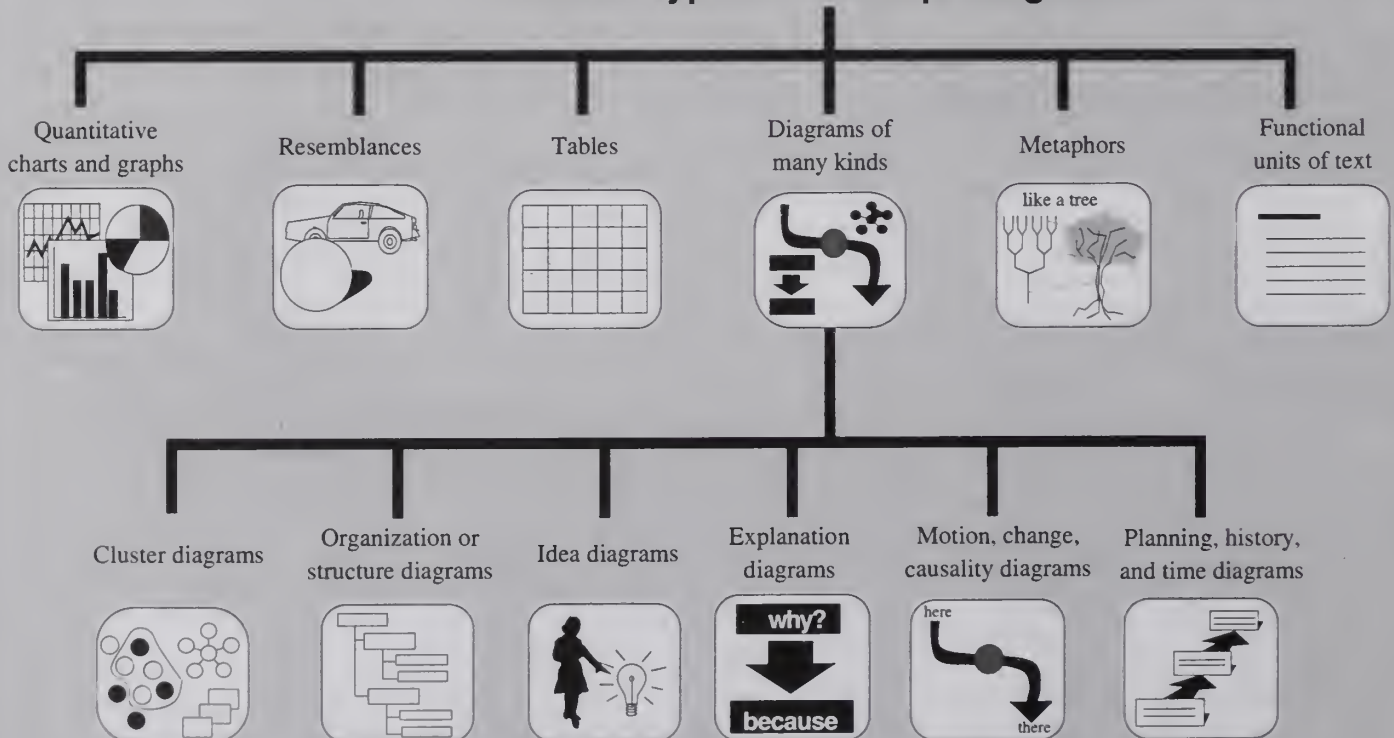 Quantitative
charts and graphs
Resemblances
Tables
Diagrams of
many kinds
Metaphors
Functional
units of text
like a tree
Cluster diagrams
Organization or
structure diagrams
Idea diagrams
Explanation
diagrams
Motion, change,
causality diagrams
Planning, history,
and time diagrams
why?
because
here
there